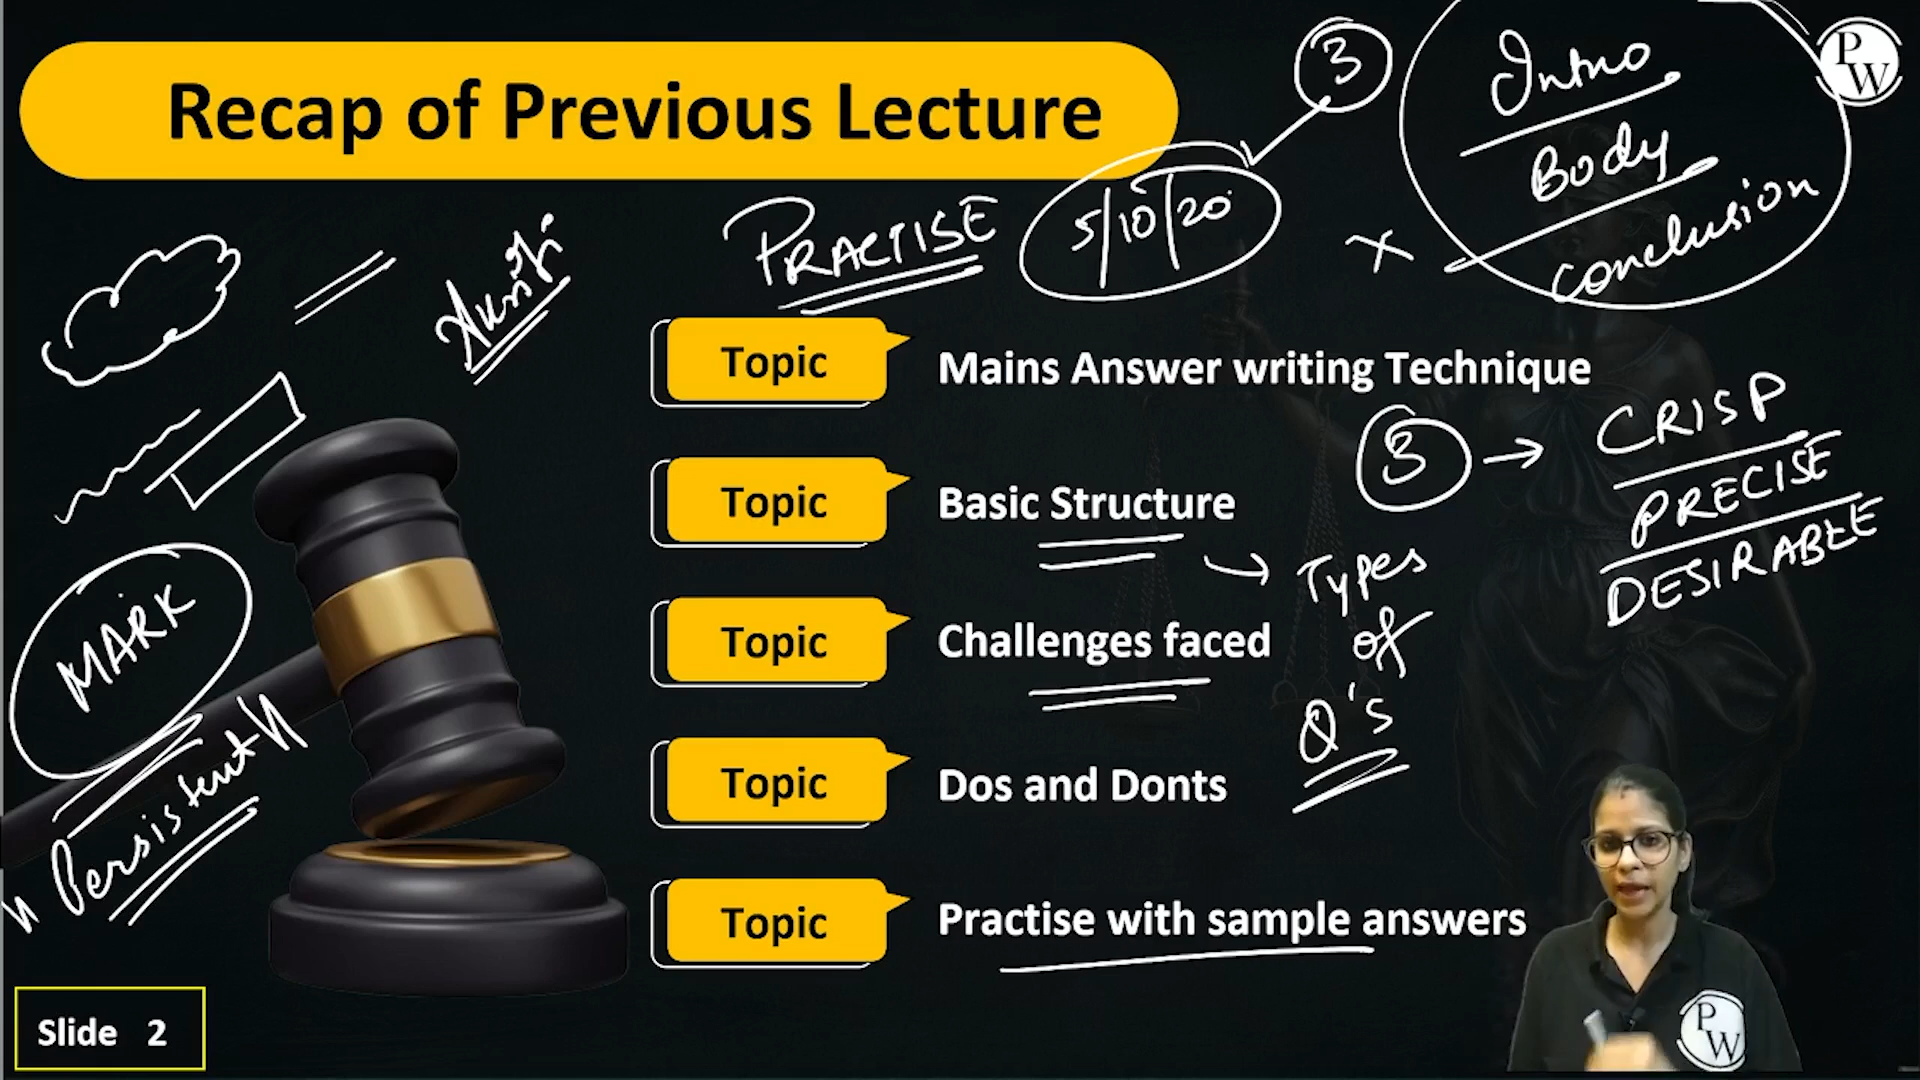 Recap of Previous Lecture
3
Intro
Body
conclusion
PW
PRACTISE
5/10/20
X
Topic
Mains Answer writing Technique
3 → CRISP
PRECISE
DESIRABLE
Topic
Basic Structure
→ Types
of
Q's
Topic
Challenges faced
MARK
"Persistent"
Topic
Dos and Donts
Topic
Practise with sample answers
Slide 2
PW